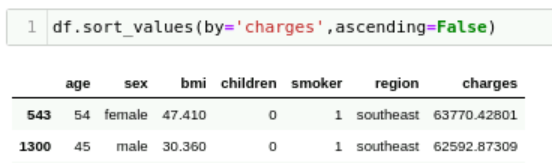 1 df.sort_values(by='charges',ascending=False)
age sex bmi children smoker region charges
543 54 female 47.410 0 1 southeast 63770.42801
1300 45 male 30.360 0 1 southeast 62592.87309